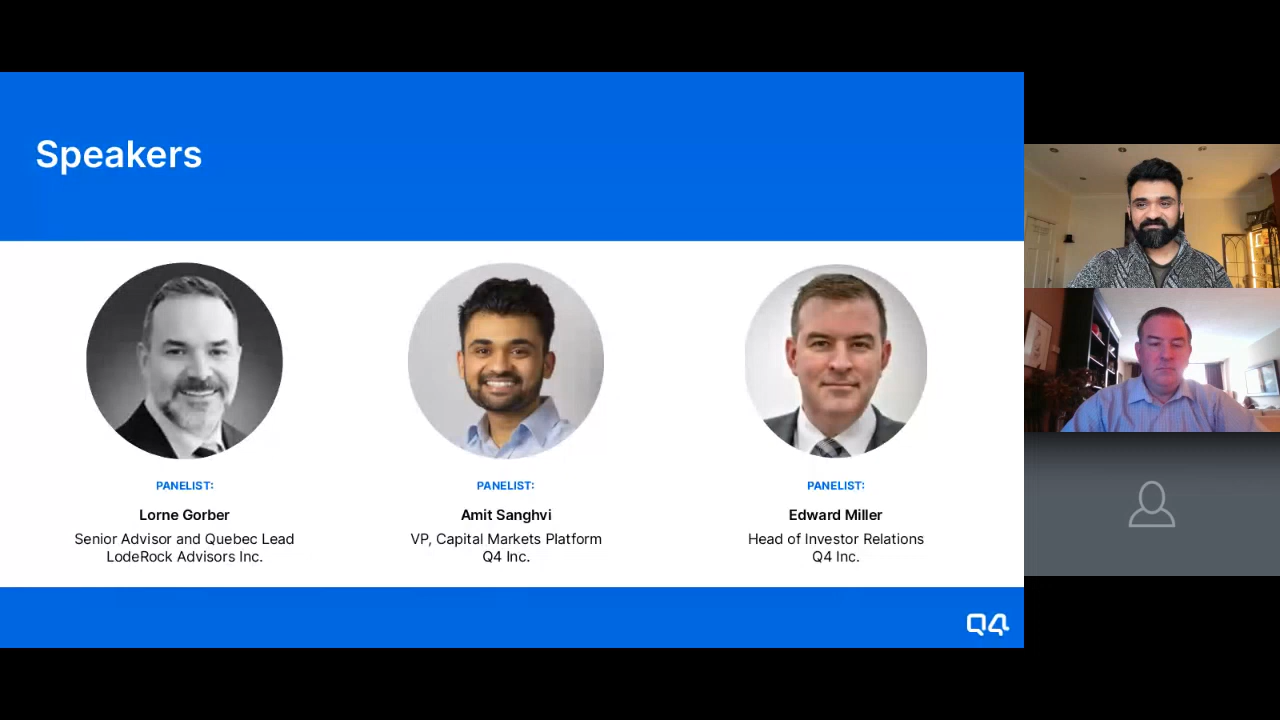 Speakers
PANELIST:
Lorne Gorber
Senior Advisor and Quebec Lead
LodeRock Advisors Inc.
PANELIST:
Amit Sanghvi
VP, Capital Markets Platform
Q4 Inc.
PANELIST:
Edward Miller
Head of Investor Relations
Q4 Inc.
Q4